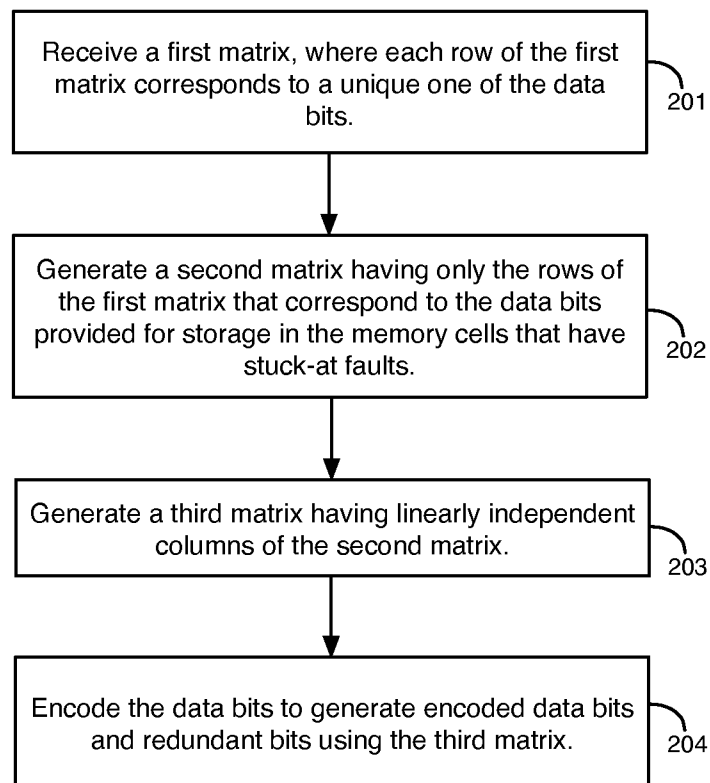 Receive a first matrix, where each row of the first
matrix corresponds to a unique one of the data
bits.
201
Generate a second matrix having only the rows of
the first matrix that correspond to the data bits
provided for storage in the memory cells that have
stuck-at faults.
202
Generate a third matrix having linearly independent
columns of the second matrix.
203
Encode the data bits to generate encoded data bits
and redundant bits using the third matrix.
204